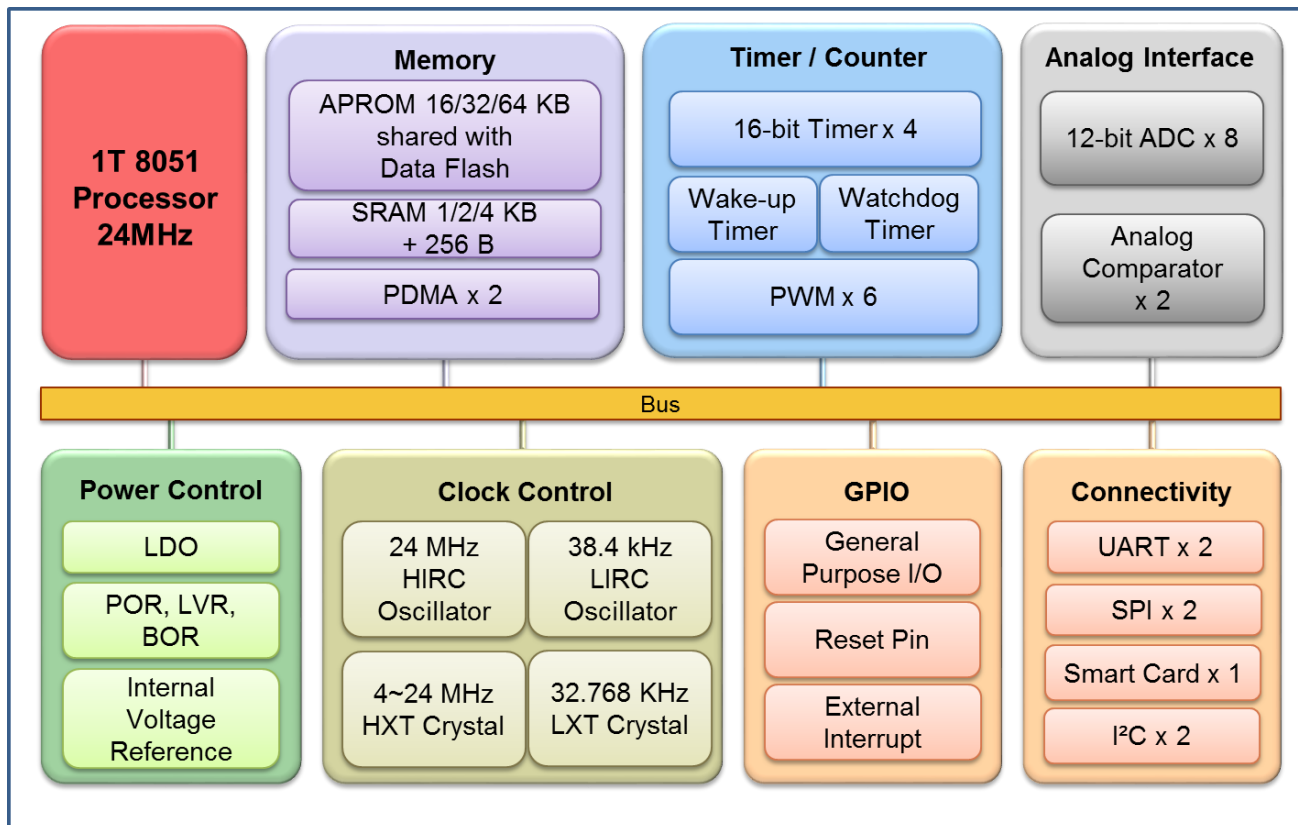 1T 8051
Processor
24MHz
Memory
APROM 16/32/64 KB
shared with
Data Flash
SRAM 1/2/4 KB
+ 256 B
PDMA x 2
Timer / Counter
16-bit Timer x 4
Wake-up
Timer
Watchdog
Timer
PWM x 6
Analog Interface
12-bit ADC x 8
Analog
Comparator
x 2
Bus
Power Control
LDO
POR, LVR,
BOR
Internal
Voltage
Reference
Clock Control
24 MHz
HIRC
Oscillator
38.4 kHz
LIRC
Oscillator
4~24 MHz
HXT Crystal
32.768 KHz
LXT Crystal
GPIO
General
Purpose I/O
Reset Pin
External
Interrupt
Connectivity
UART x 2
SPI x 2
Smart Card x 1
I²C x 2